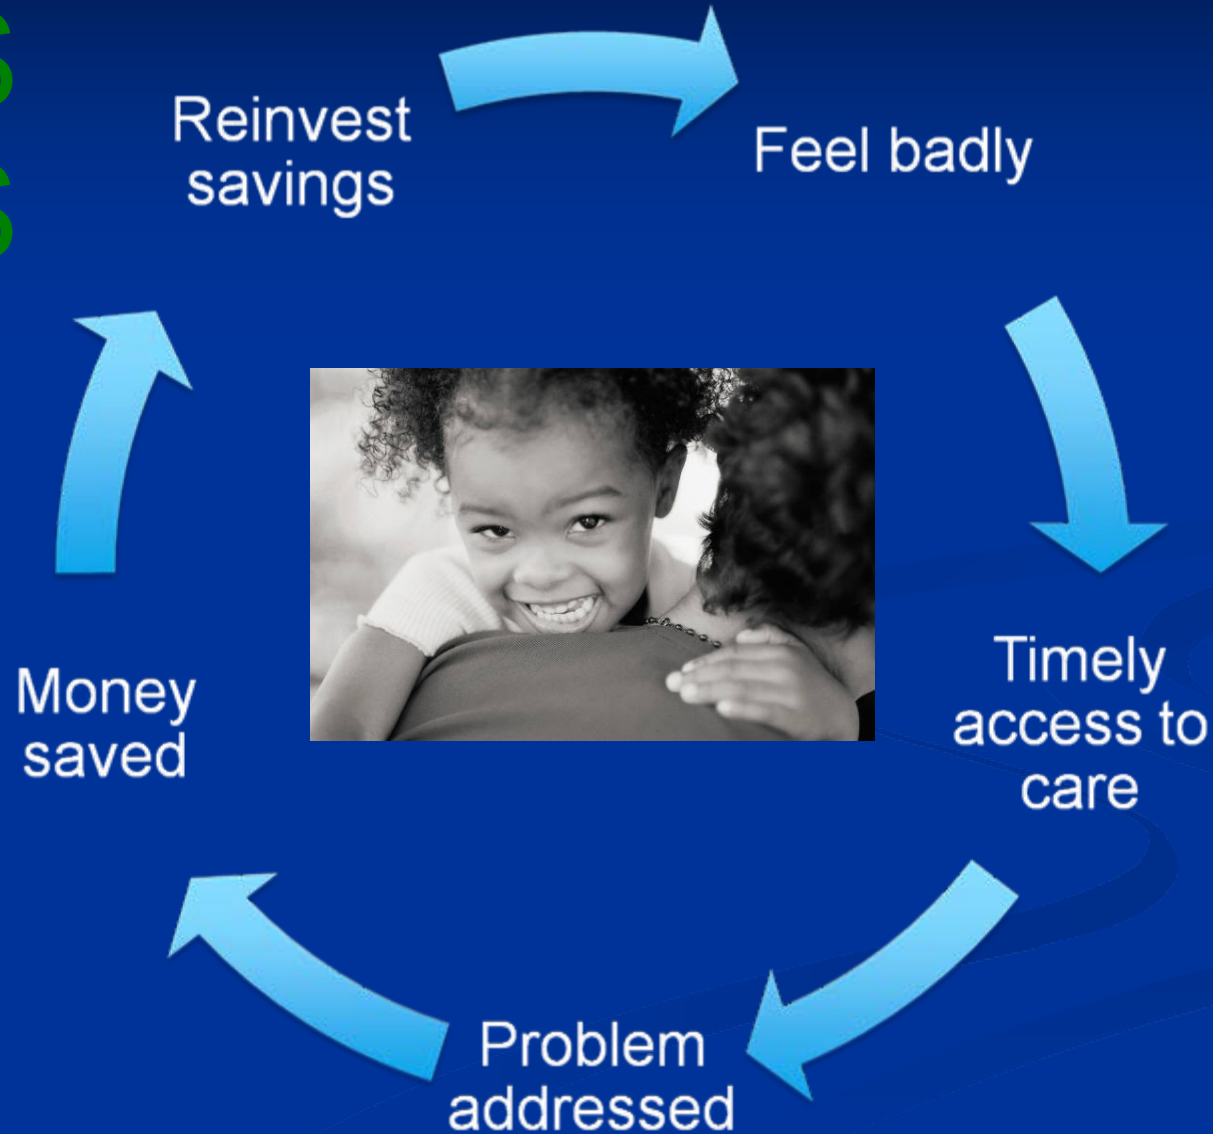 Reinvest
savings
Feel badly
Timely
access to
care
Problem
addressed
Money
saved